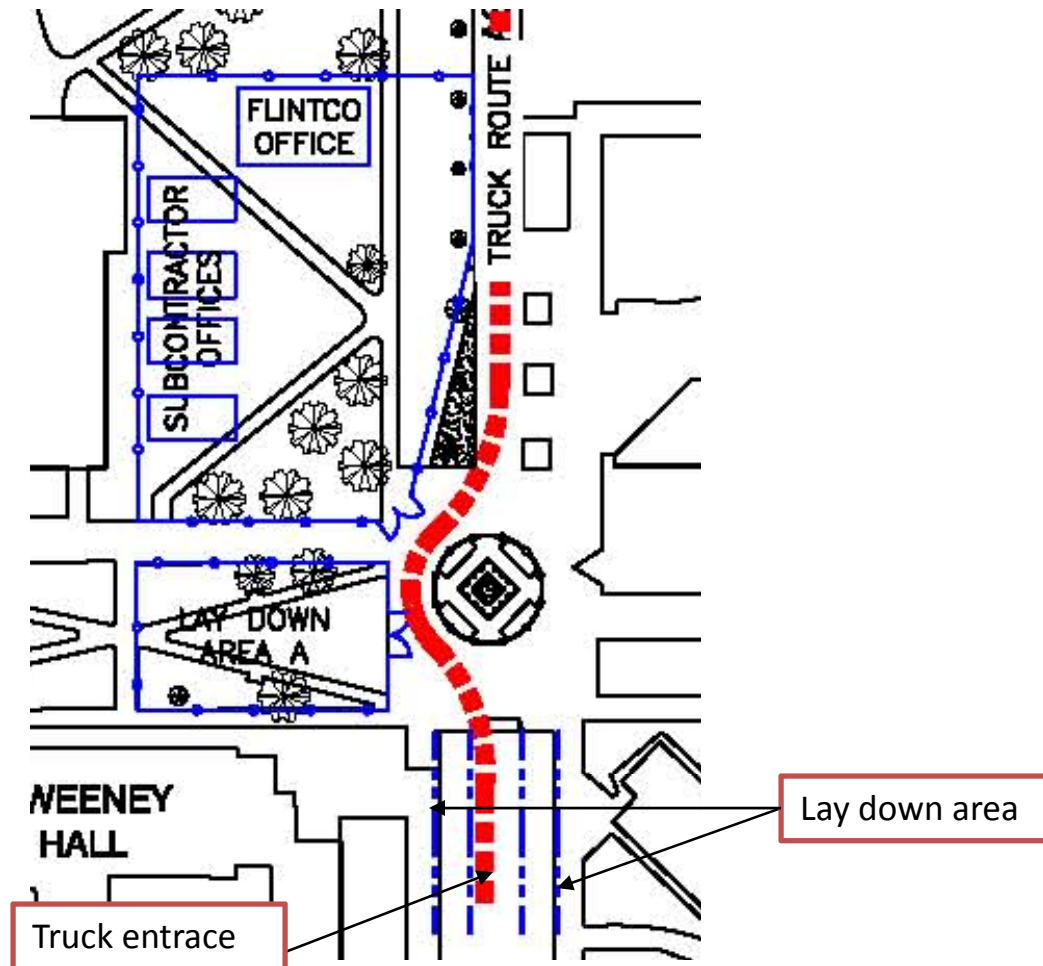 FLINTCO
OFFICE
TRUCK ROUTE
SUBCONTRACTOR
OFFICES
LAY DOWN
AREA A
WEENEY
HALL
Lay down area
Truck entrace